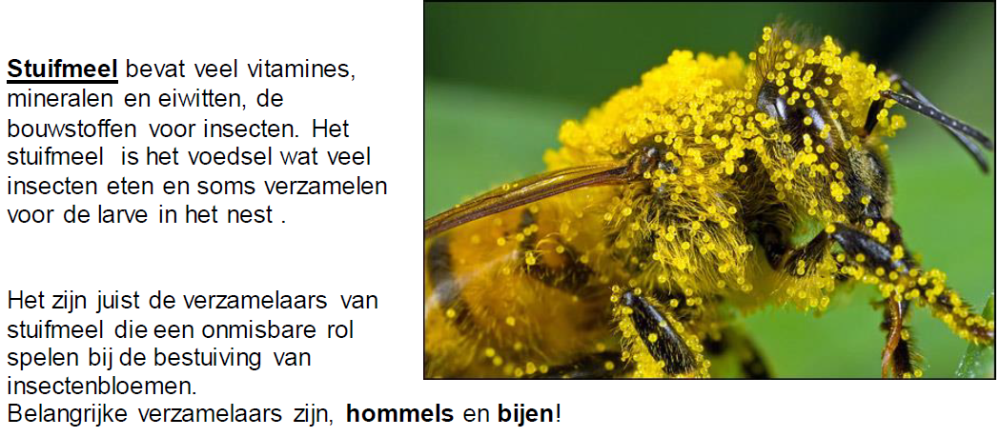 Stuifmeel bevat veel vitamines,
mineralen en eiwitten, de
bouwstoffen voor insecten. Het
stuifmeel is het voedsel wat veel
insecten eten en soms verzamelen
voor de larve in het nest .
Het zijn juist de verzamelaars van
stuifmeel die een onmisbare rol
spelen bij de bestuiving van
insectenbloemen.
Belangrijke verzamelaars zijn, hommels en bijen!